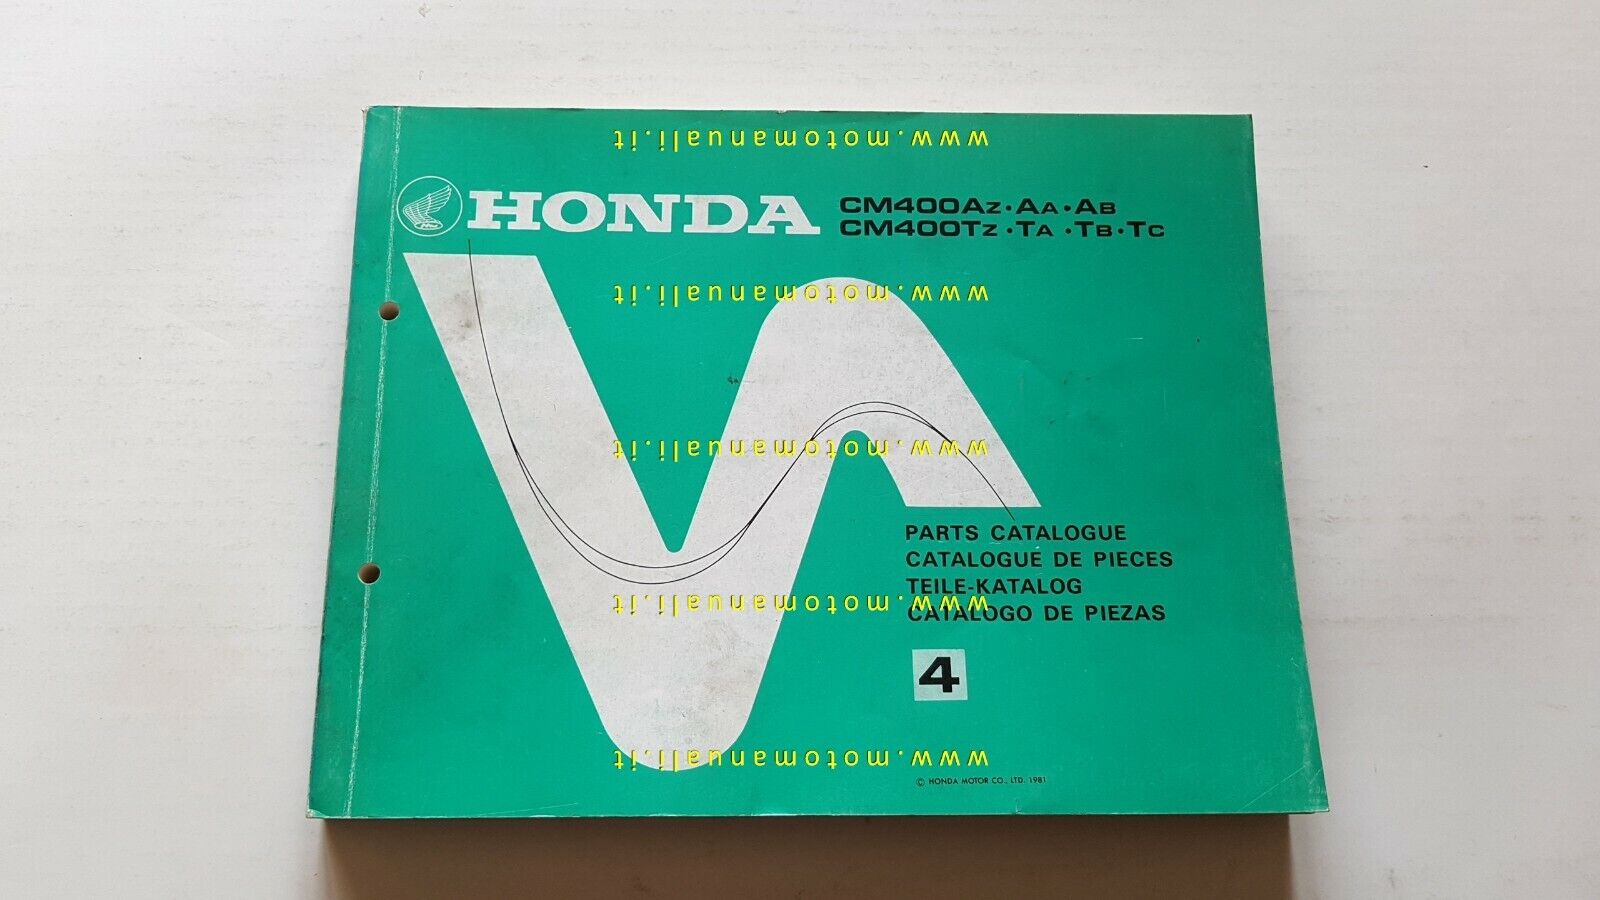 www.motomanuali.it
HONDA
CM400AZ·AA·AB
CM400TZ·TA·TB·TC
www.motomanuali.it
www.motomanuali.it
PARTS CATALOGUE
CATALOGUE DE PIECES
TEILE-KATALOG
www.motomanuali.it
CATALOGO DE PIEZAS
4
www.motomanuali.it
© HONDA MOTOR CO., LTD. 1981